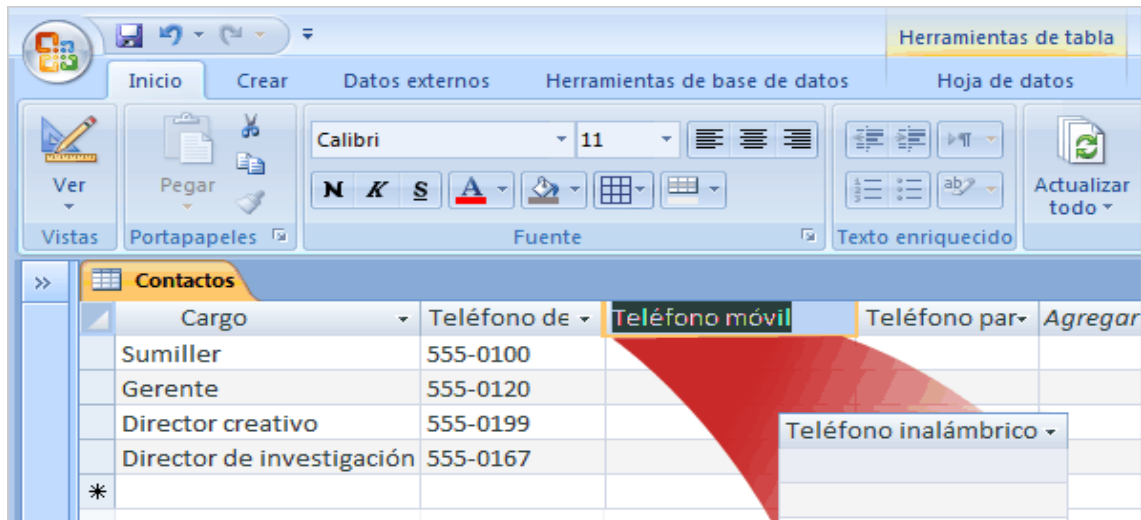 Herramientas de tabla
Inicio Crear Datos externos Herramientas de base de datos Hoja de datos
Calibri 11
Ver Pegar N K S A ab Actualizar todo
Vistas Portapapeles Fuente Texto enriquecido
Contactos
Cargo Teléfono de Teléfono móvil Teléfono par Agregar
Sumiller 555-0100
Gerente 555-0120
Director creativo 555-0199
Teléfono inalámbrico
Director de investigación 555-0167